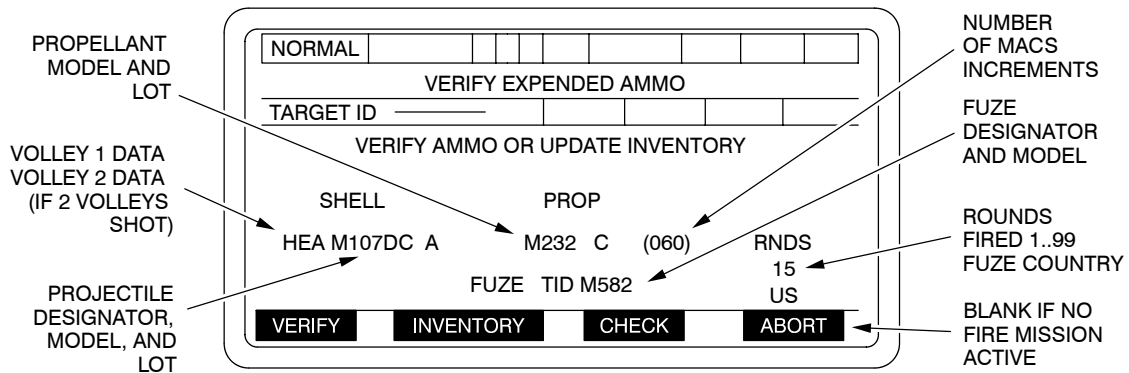 PROPELLANT
MODEL AND
LOT
VOLLEY 1 DATA
VOLLEY 2 DATA
(IF 2 VOLLEYS
SHOT)
PROJECTILE
DESIGNATOR,
MODEL, AND
LOT
NORMAL
VERIFY EXPENDED AMMO
TARGET ID
VERIFY AMMO OR UPDATE INVENTORY
SHELL PROP
HEA M107DC A M232 C (060) RNDS
15
FUZE TID M582
US
VERIFY INVENTORY CHECK ABORT
NUMBER
OF MACS
INCREMENTS
FUZE
DESIGNATOR
AND MODEL
ROUNDS
FIRED 1..99
FUZE COUNTRY
BLANK IF NO
FIRE MISSION
ACTIVE